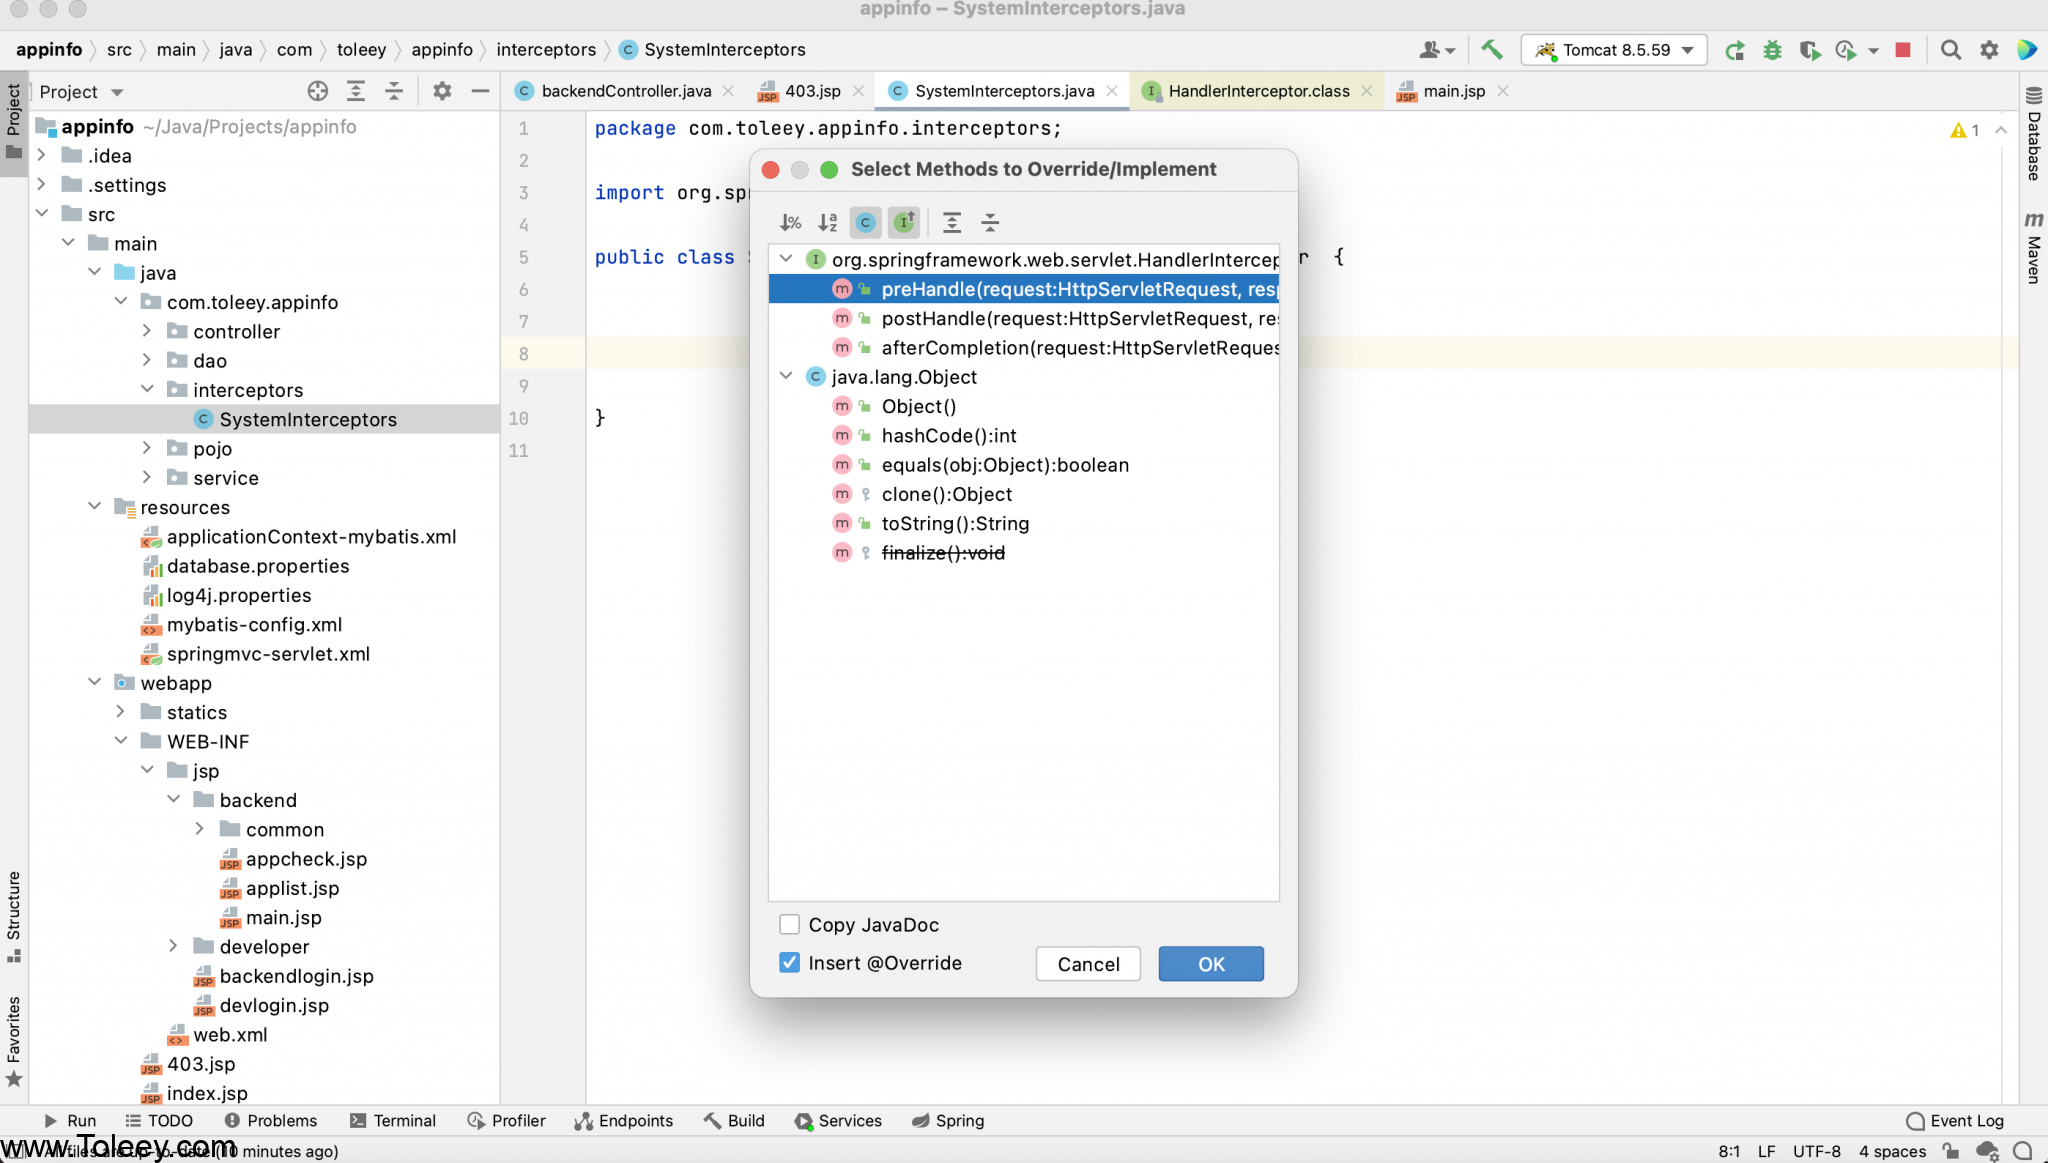 appinfo – SystemInterceptors.java
appinfo src main java com toleey appinfo interceptors C SystemInterceptors Tomcat 8.5.59
Project
backendController.java 403.jsp SystemInterceptors.java HandlerInterceptor.class main.jsp
appinfo ~/Java/Projects/appinfo
.idea
.settings
src
main
java
com.toleey.appinfo
controller
dao
interceptors
SystemInterceptors
pojo
service
resources
applicationContext-mybatis.xml
database.properties
log4j.properties
mybatis-config.xml
springmvc-servlet.xml
webapp
statics
WEB-INF
jsp
backend
common
appcheck.jsp
applist.jsp
main.jsp
developer
backendlogin.jsp
devlogin.jsp
web.xml
403.jsp
index.jsp
1 package com.toleey.appinfo.interceptors;
2
3 import org.sp
4
5 public class r {
6
7
8
9
10 }
11
1
Select Methods to Override/Implement
org.springframework.web.servlet.HandlerIntercep
preHandle(request:HttpServletRequest, resp
postHandle(request:HttpServletRequest, res
afterCompletion(request:HttpServletReques
java.lang.Object
Object()
hashCode():int
equals(obj:Object):boolean
clone():Object
toString():String
finalize():void
Copy JavaDoc
Insert @Override
Cancel
OK
Project
Structure
Favorites
Database
Maven
Run TODO Problems Terminal Profiler Endpoints Build Services Spring Event Log
www.Toleey.com
All files are up-to-date (10 minutes ago)
8:1 LF UTF-8 4 spaces